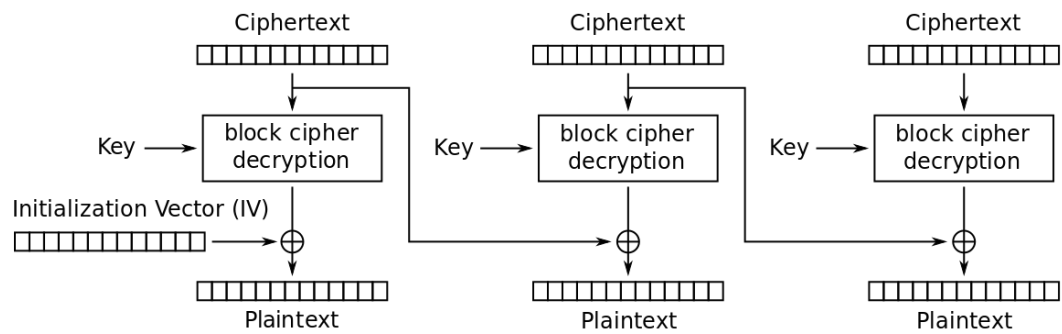 Ciphertext
Ciphertext
Ciphertext
Key
block cipher
decryption
Key
block cipher
decryption
Key
block cipher
decryption
Initialization Vector (IV)
Plaintext
Plaintext
Plaintext